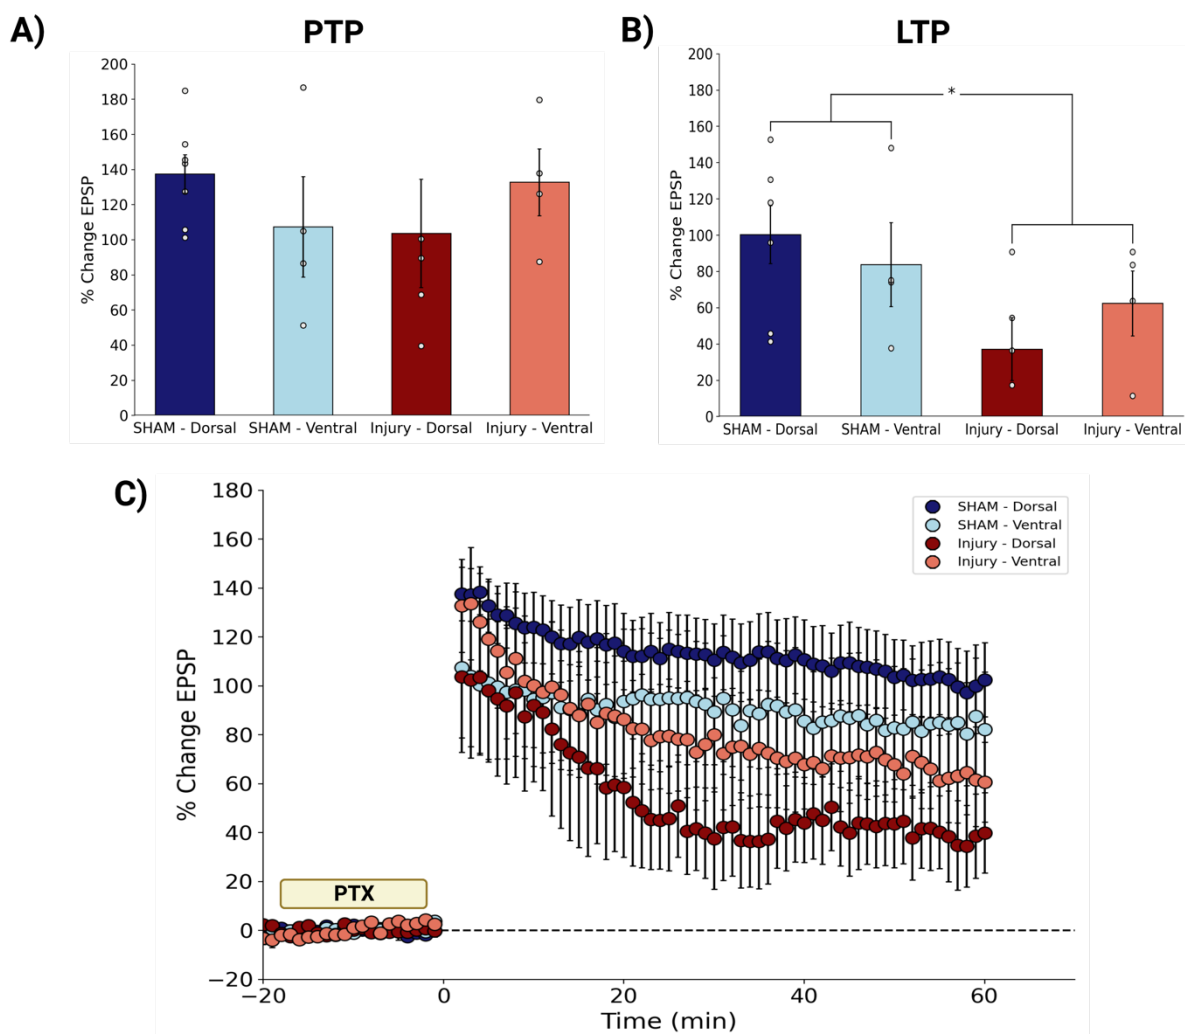 A)
PTP
% Change EPSP
200
180
160
140
120
100
80
60
40
20
0
SHAM - Dorsal
SHAM - Ventral
Injury - Dorsal
Injury - Ventral
B)
LTP
% Change EPSP
200
180
160
140
120
100
80
60
40
20
0
*
SHAM - Dorsal
SHAM - Ventral
Injury - Dorsal
Injury - Ventral
C)
% Change EPSP
180
160
140
120
100
80
60
40
20
0
−20
SHAM - Dorsal
SHAM - Ventral
Injury - Dorsal
Injury - Ventral
PTX
−20
0
20
40
60
Time (min)